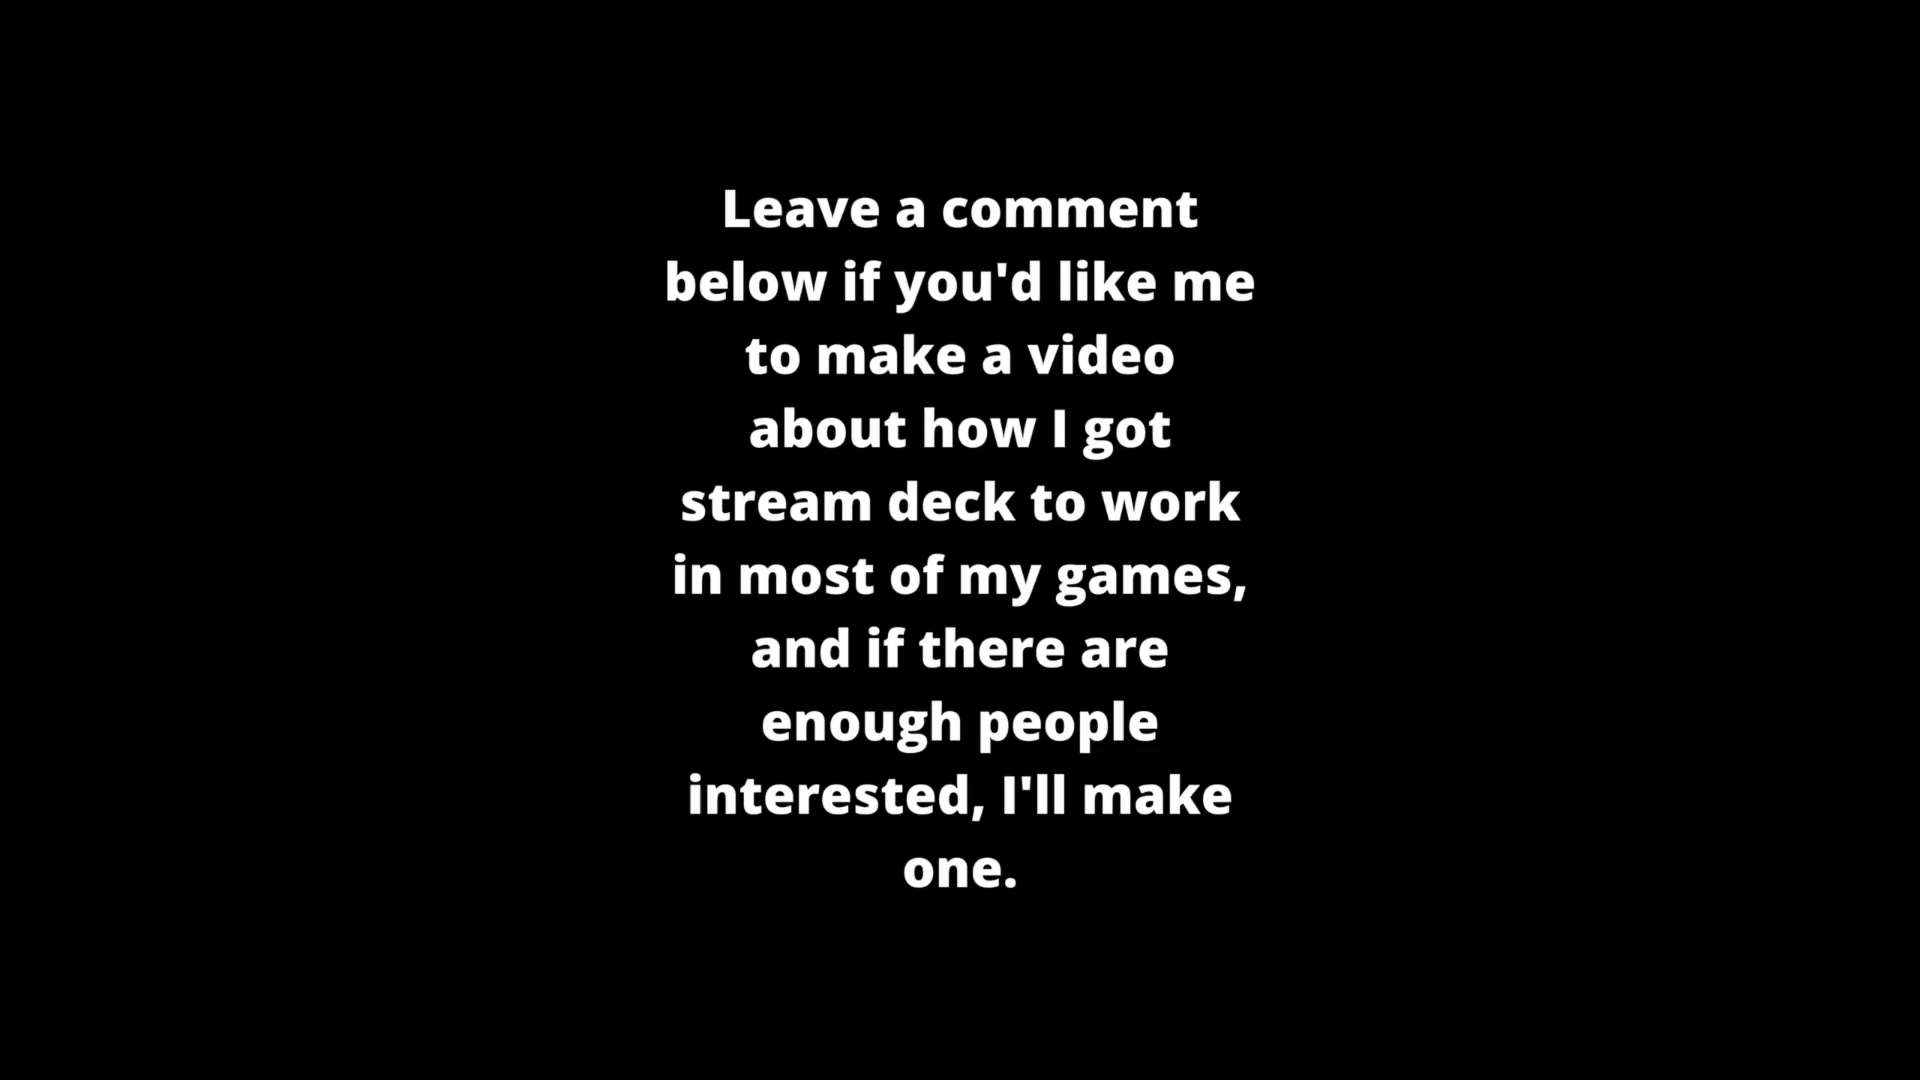 Leave a comment
below if you'd like me
to make a video
about how I got
stream deck to work
in most of my games,
and if there are
enough people
interested, I'll make
one.